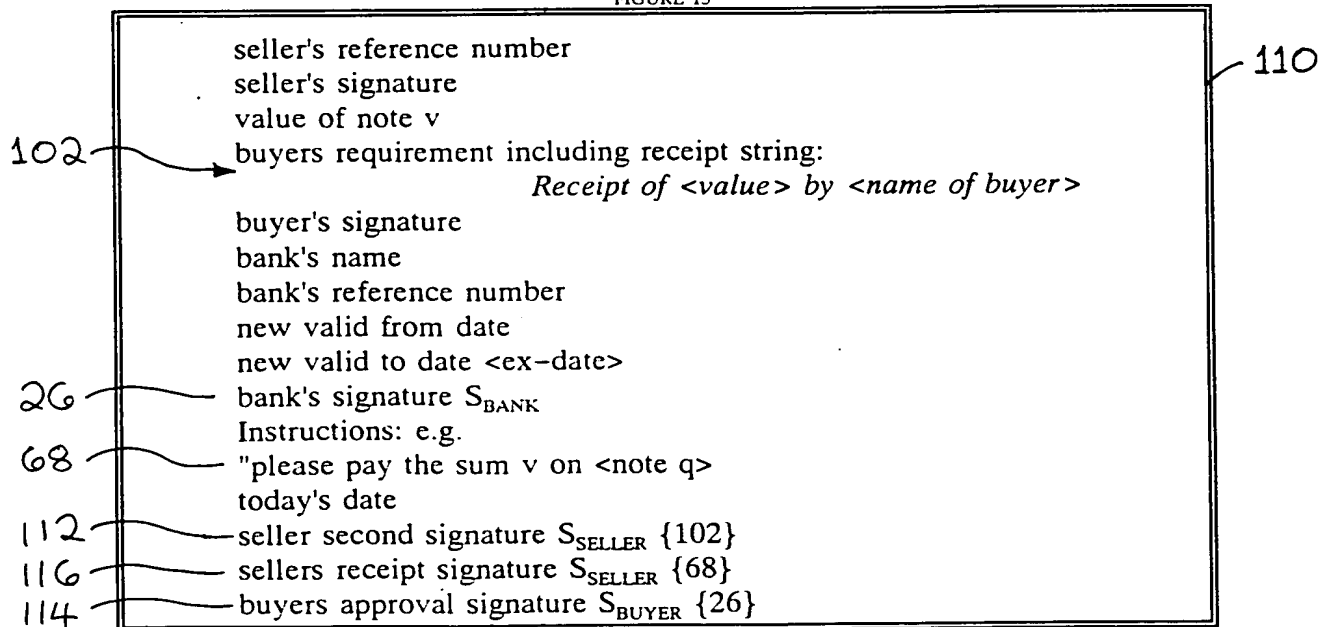 FIGURE 15
seller's reference number
110
seller's signature
value of note v
102 buyers requirement including receipt string:
Receipt of <value> by <name of buyer>
buyer's signature
bank's name
bank's reference number
new valid from date
new valid to date <ex-date>
26 bank's signature S_BANK
Instructions: e.g.
68 "please pay the sum v on <note q>
today's date
112 seller second signature S_SELLER {102}
116 sellers receipt signature S_SELLER {68}
114 buyers approval signature S_BUYER {26}